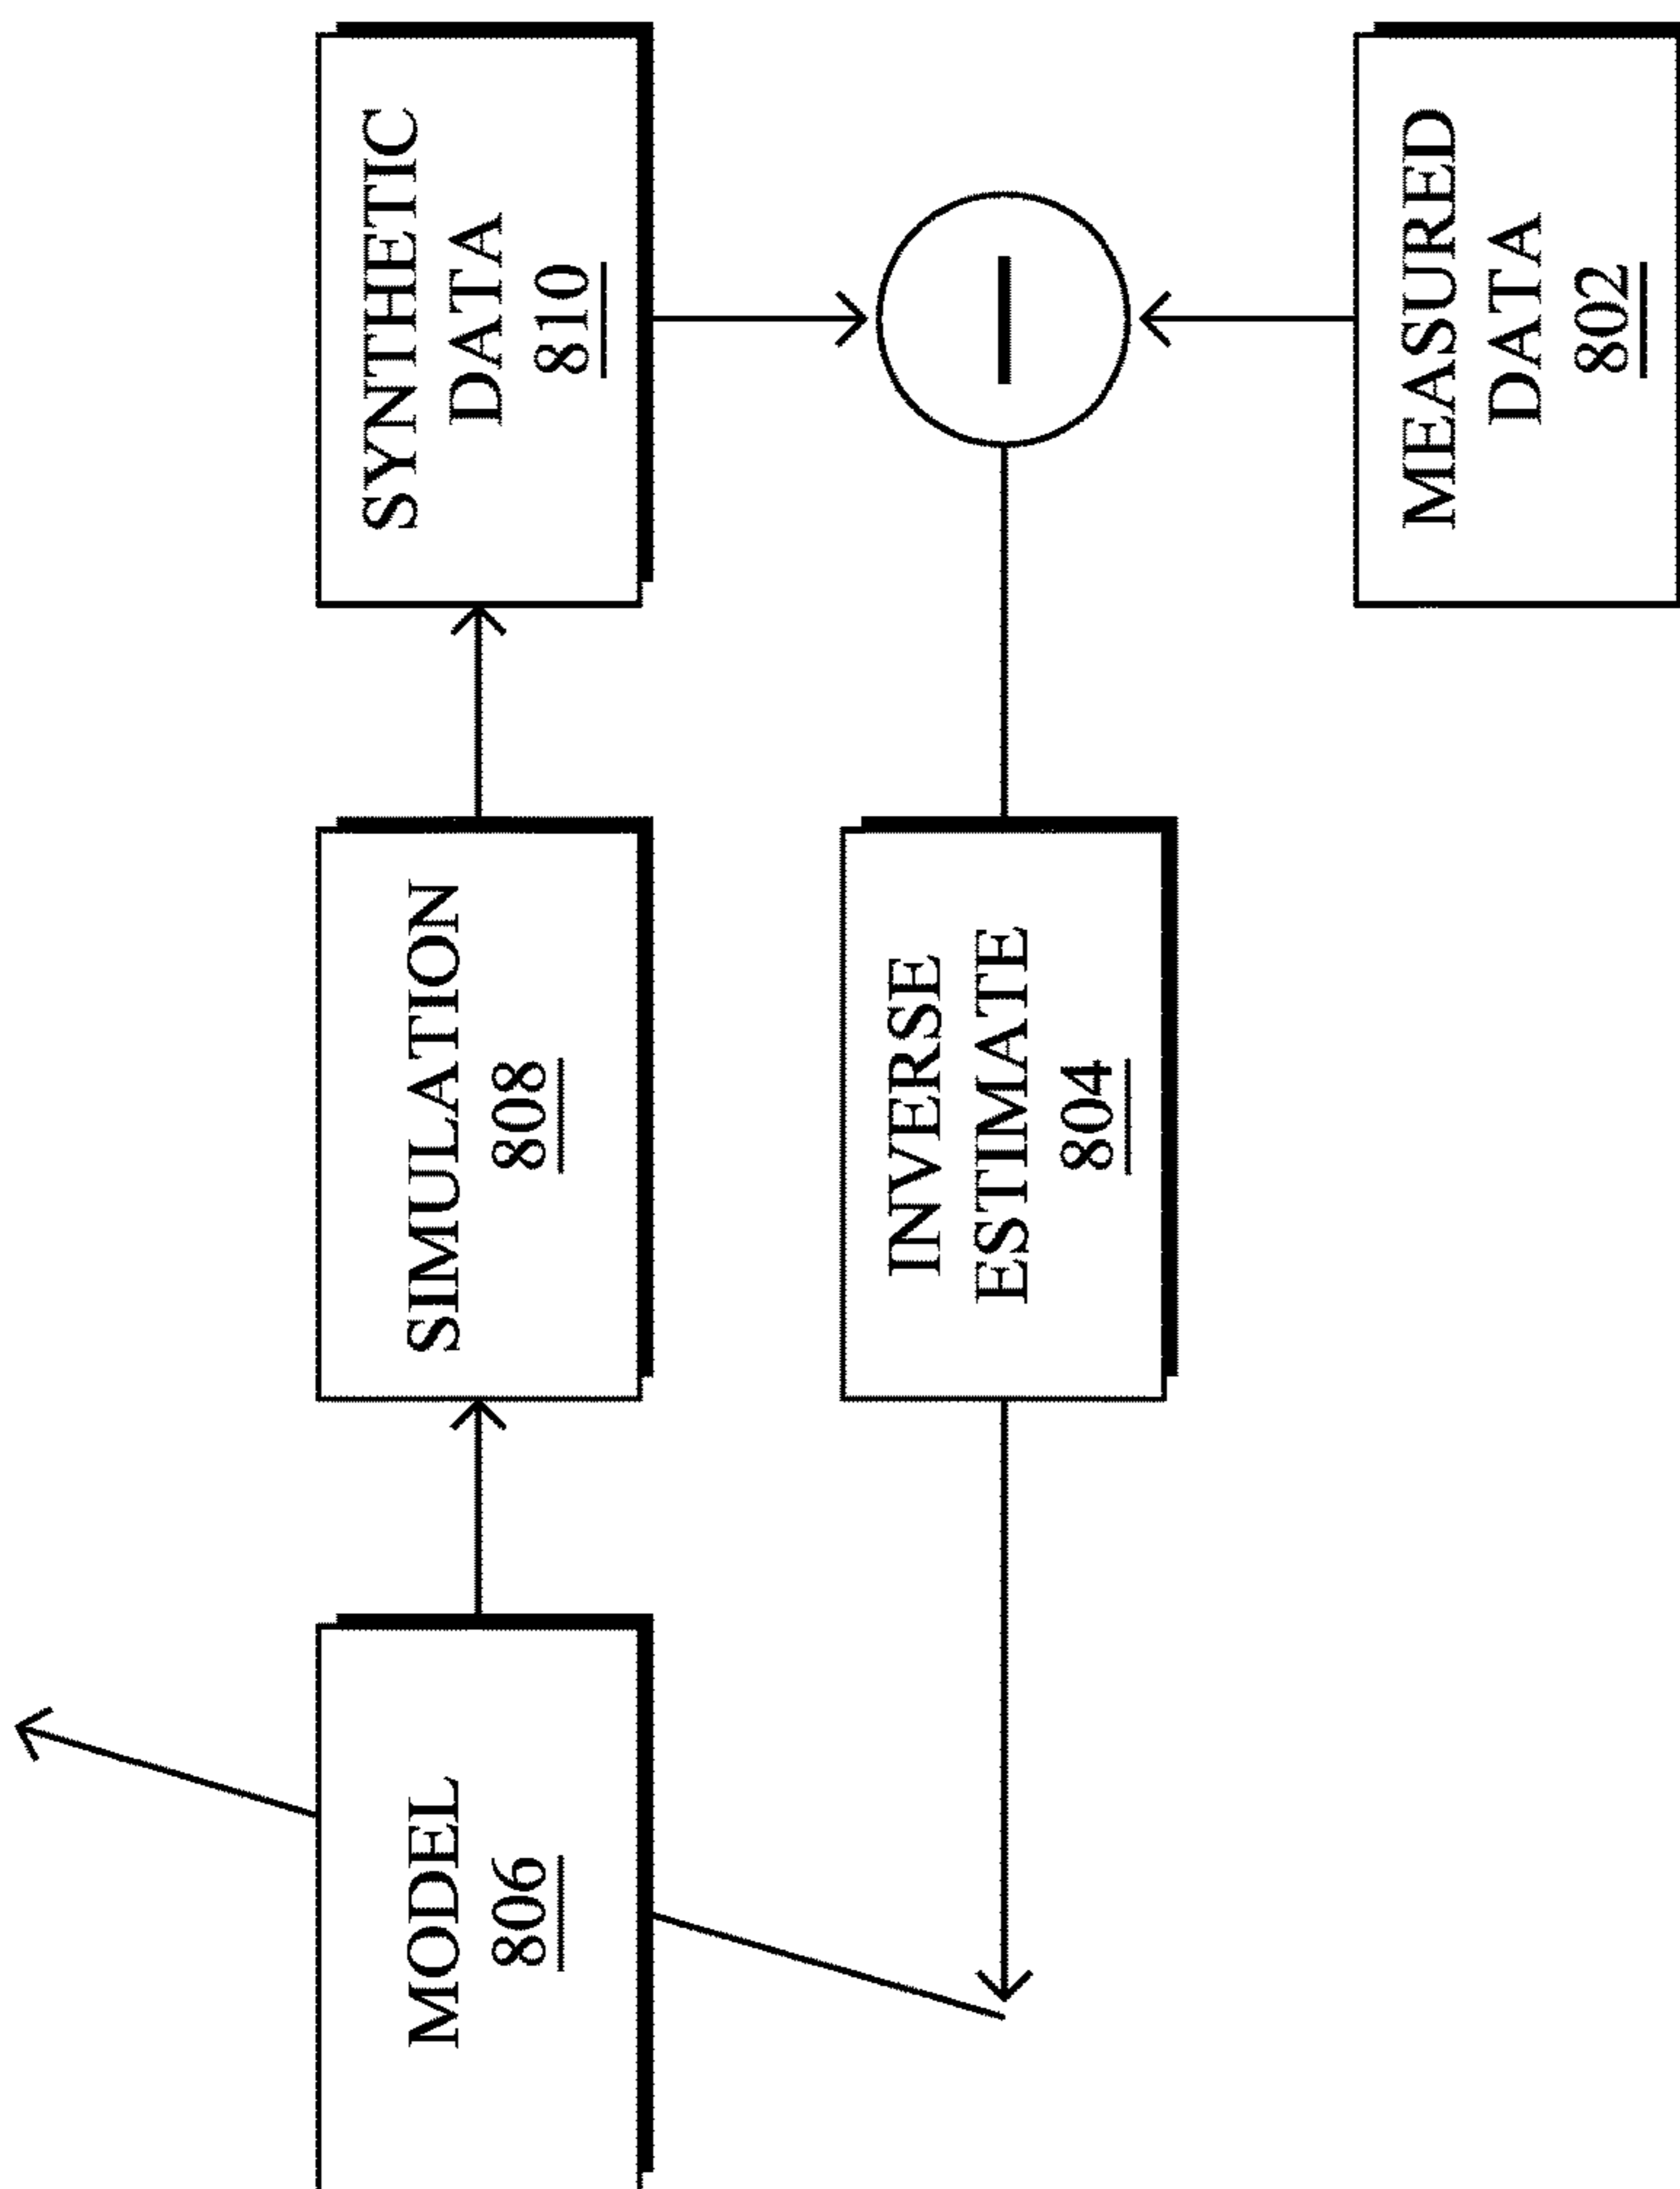 MODEL
806
SIMULATION
808
SYNTHETIC
DATA
810
INVERSE
ESTIMATE
804
MEASURED
DATA
802